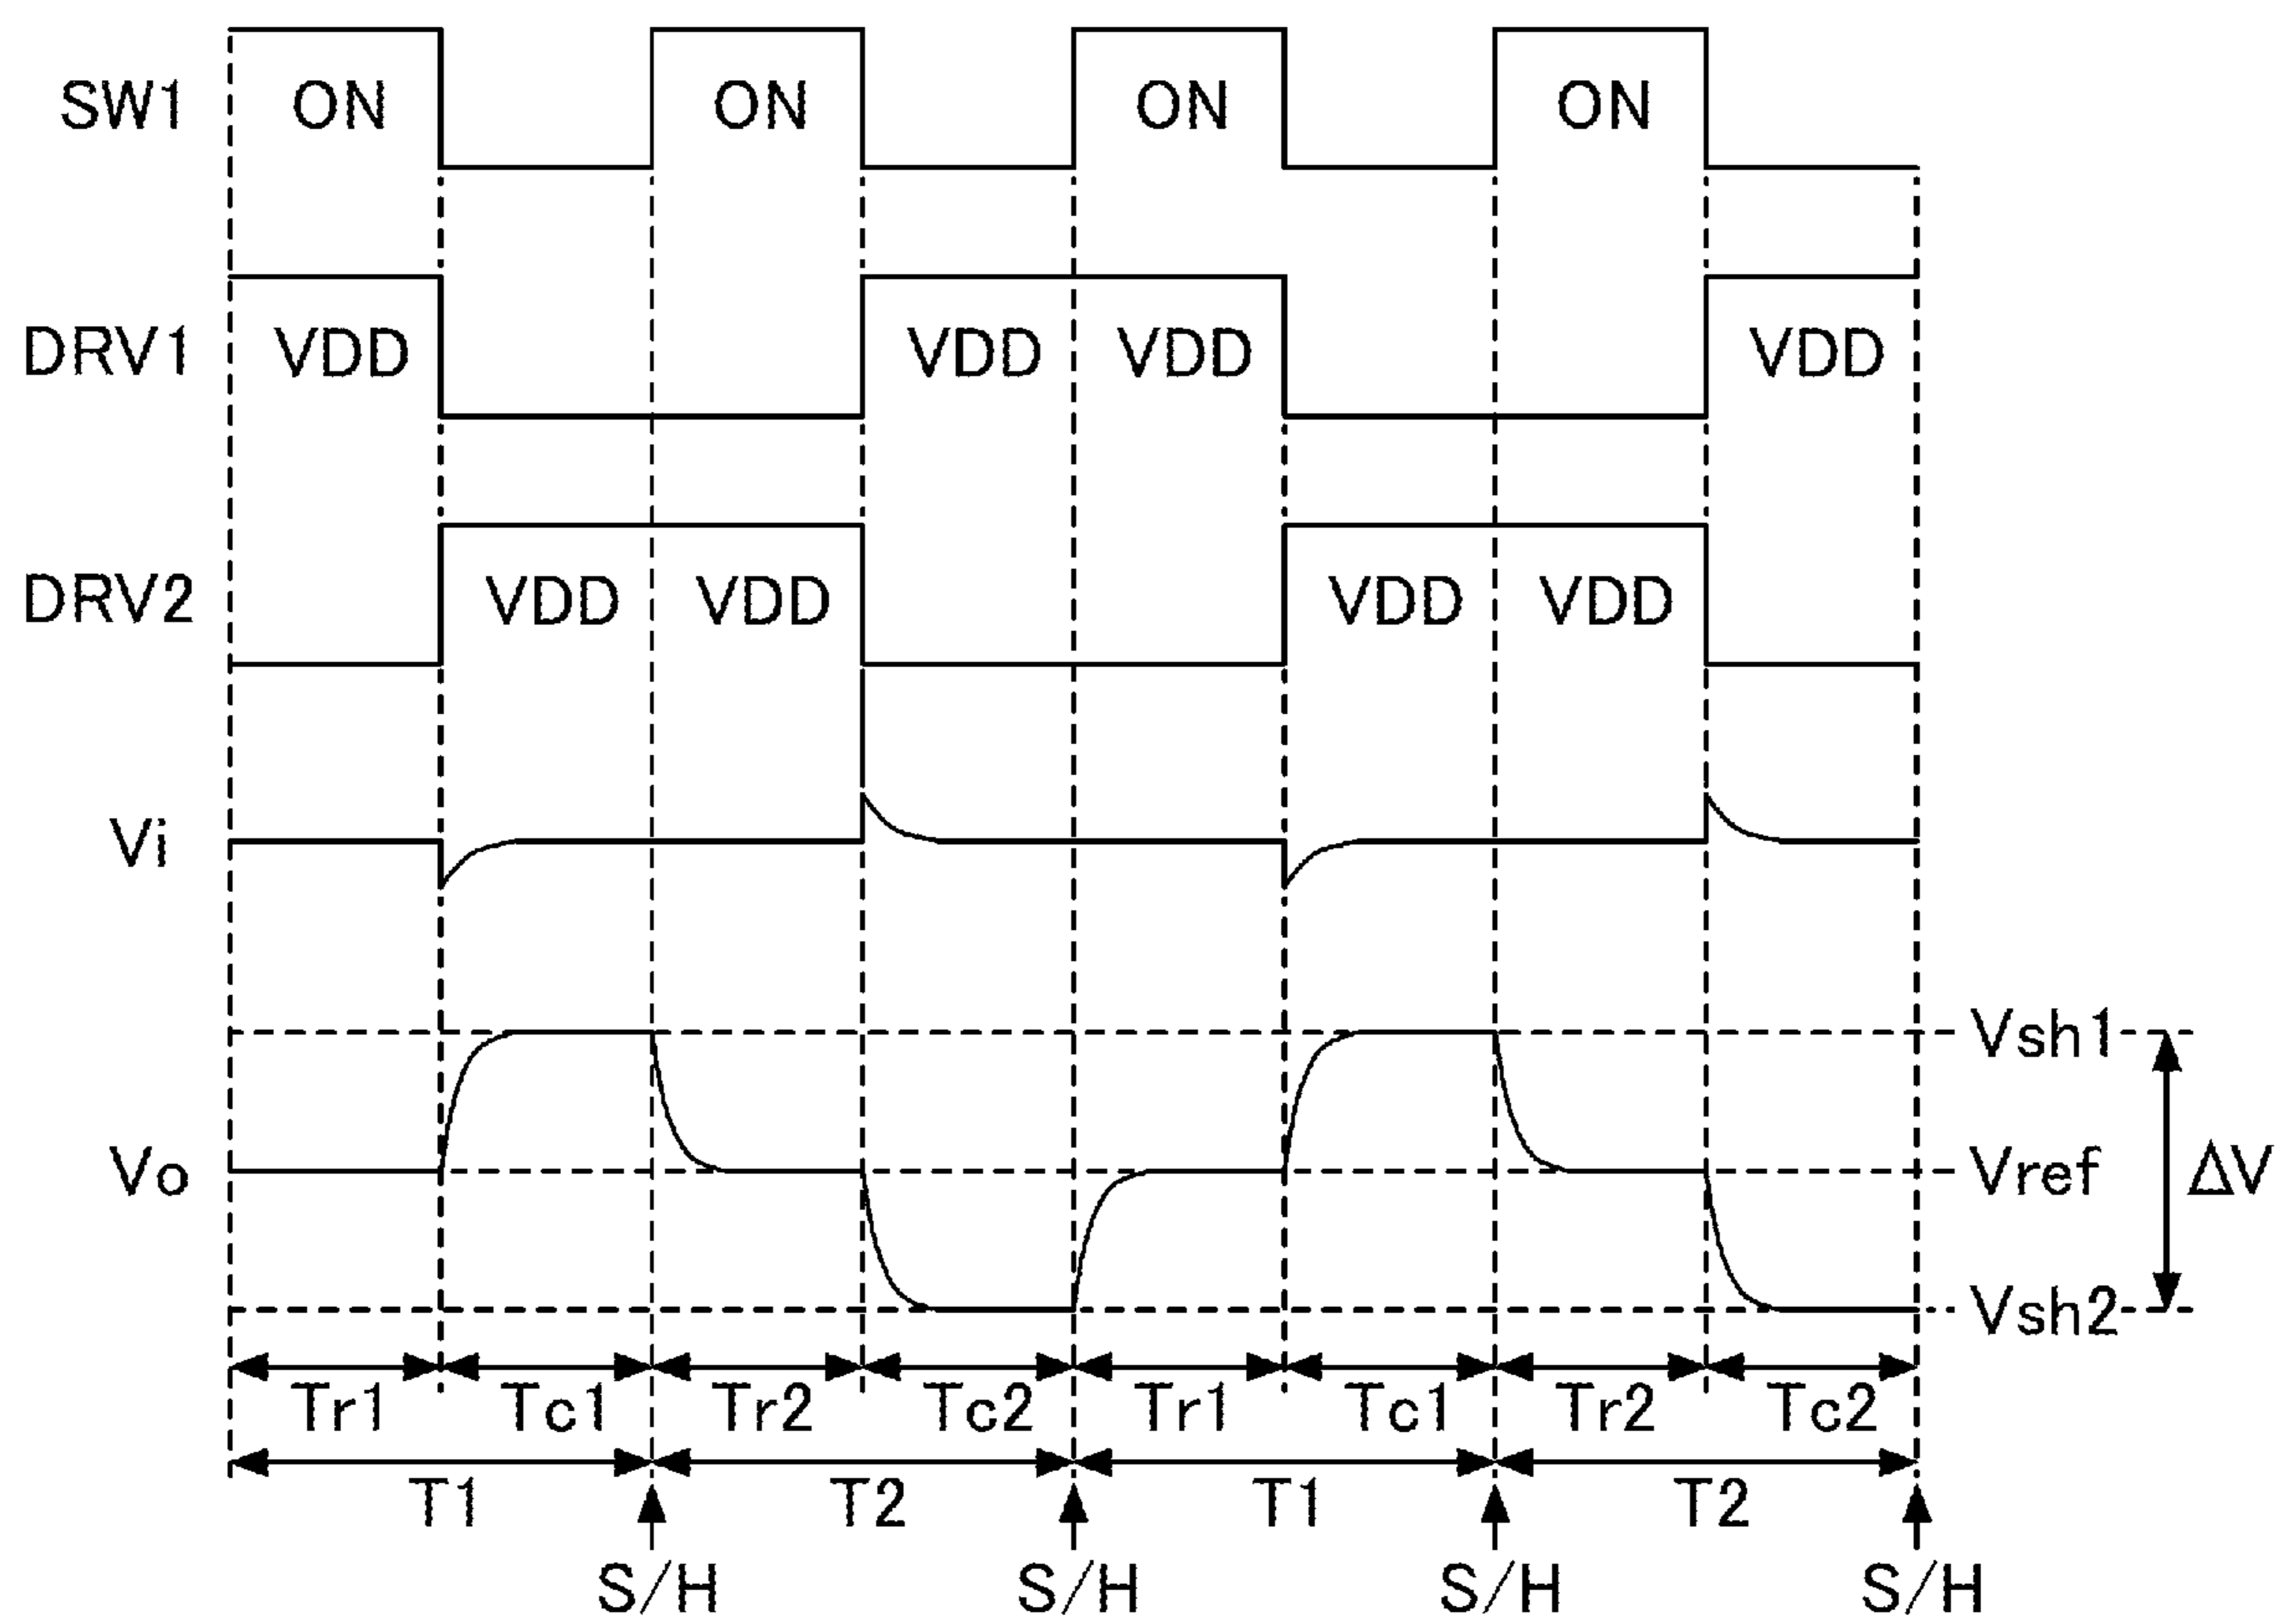 SW1 ON ON ON ON
DRV1 VDD VDD VDD VDD
DRV2 VDD VDD VDD VDD
Vi
Vsh1
Vo Vref ΔV
Vsh2
Tr1 Tc1 Tr2 Tc2 Tr1 Tc1 Tr2 Tc2
T1 T2 T1 T2
S/H S/H S/H S/H